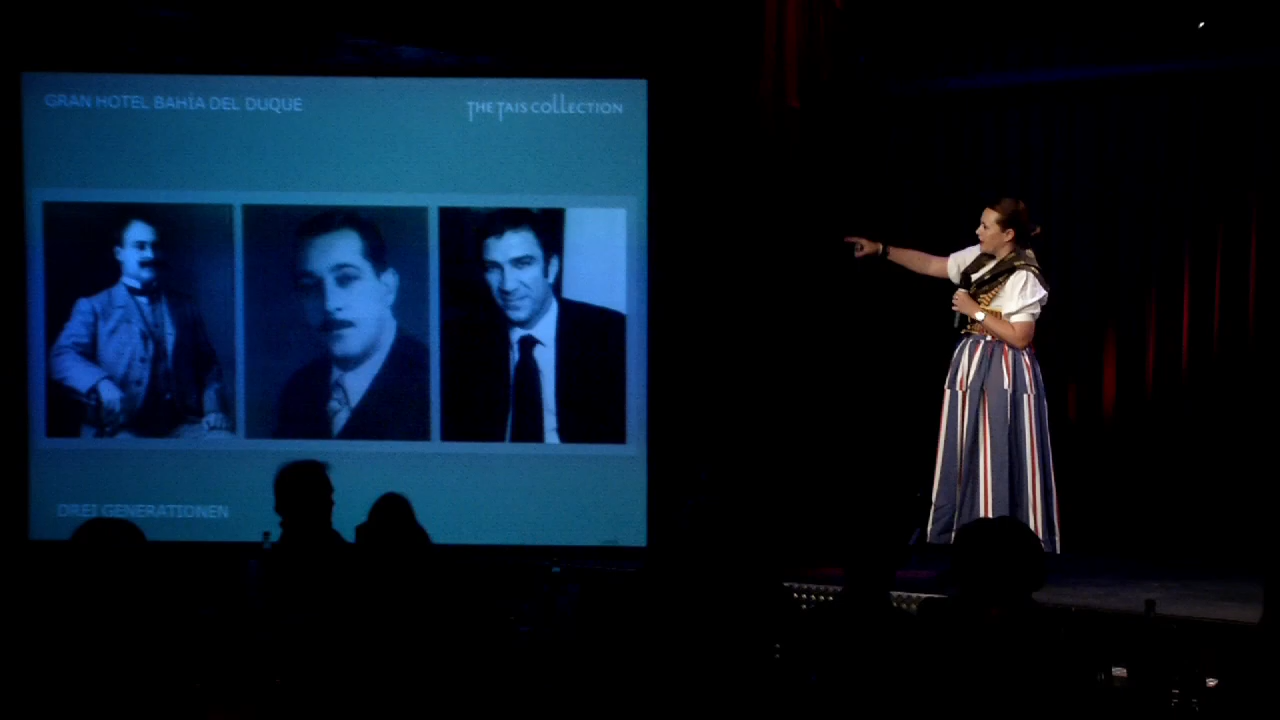 GRAN HOTEL BAHÍA DEL DUQUE
THE TAIS COLLECTION
DREI GENERATIONEN